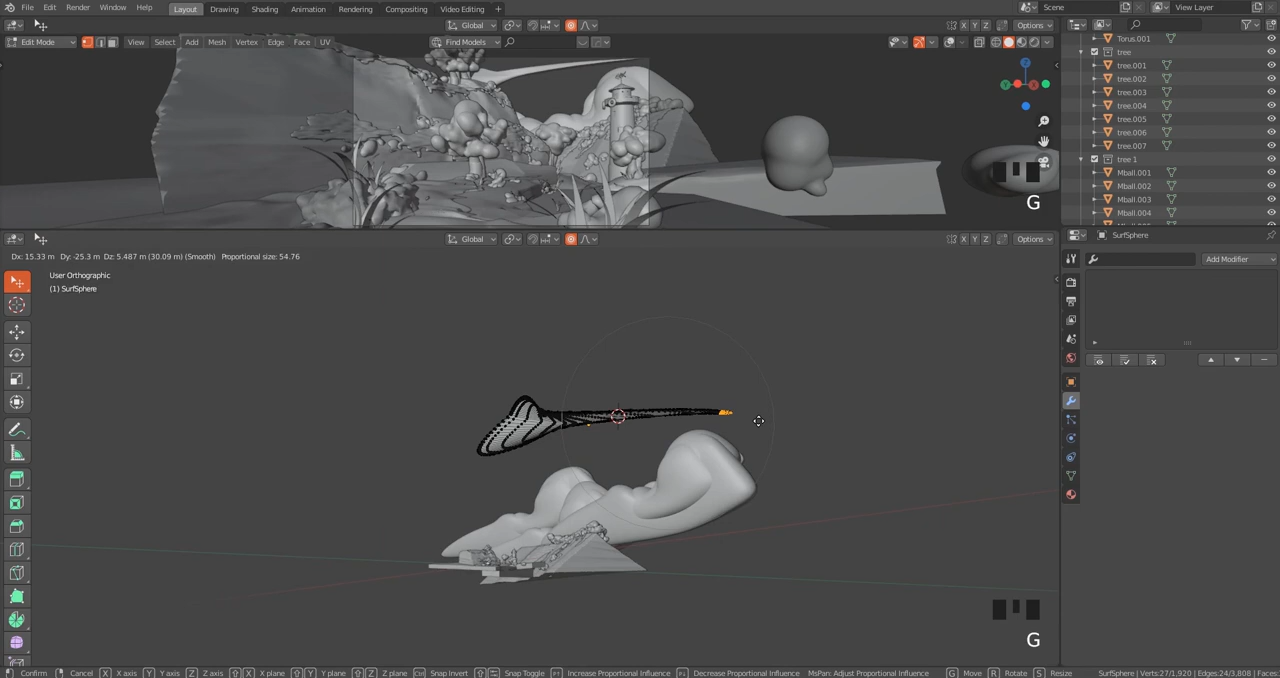 File Edit Render Window Help Layout Drawing Shading Animation Rendering Compositing Video Editing + Scene View Layer
Global X Y Z Options
Edit Mode View Select Add Mesh Vertex Edge Face UV Find Models
Torus.001
tree
tree.001
tree.002
tree.003
tree.004
tree.005
tree.006
tree.007
tree 1
Mball.001
Mball.002
Mball.003
Mball.004
Z
Y X
G
Global X Y Z Options
SurfSphere
Dx: 15.33 m Dy: -25.3 m Dz: 5.487 m (30.09 m) (Smooth) Proportional size: 54.76
Add Modifier
User Orthographic
(1) SurfSphere
G
Confirm Cancel X X axis Y Y axis Z Z axis X X plane Y Y plane Z Z plane Snap Invert Snap Toggle Increase Proportional Influence Decrease Proportional Influence MsPan: Adjust Proportional Influence G Move R Rotate S Resize SurfSphere | Verts:27/1,920 | Edges:24/3,808 | Faces: